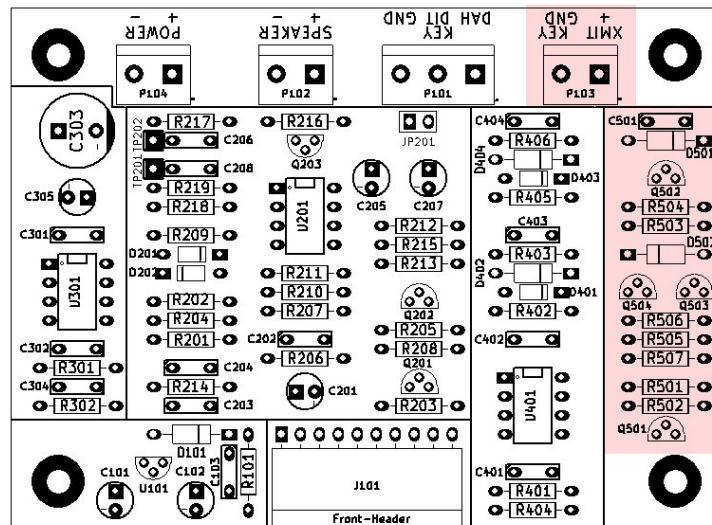 - + POWER
- + SPEAKER
KEY DAH DIT GND
KEY GND + XMIT
P104
P102
P101
P103
C303
TP202
TP201
R217
C206
C208
R219
R218
R216
Q203
JP201
C404
R406
D404
D403
R405
C501
D501
Q502
R504
R503
C305
C301
U301
R209
D201
D202
U201
C205
C207
R212
R215
R213
C403
R403
D402
D401
R402
D502
Q504
Q503
R202
R204
R201
R211
R210
R207
Q202
R205
R208
C402
R506
R505
R507
C302
R301
C304
R302
C204
R214
C203
C202
R206
C201
Q201
R203
U401
R501
R502
Q501
D101
C101
U101
C102
C103
R101
J101
Front-Header
C401
R401
R404